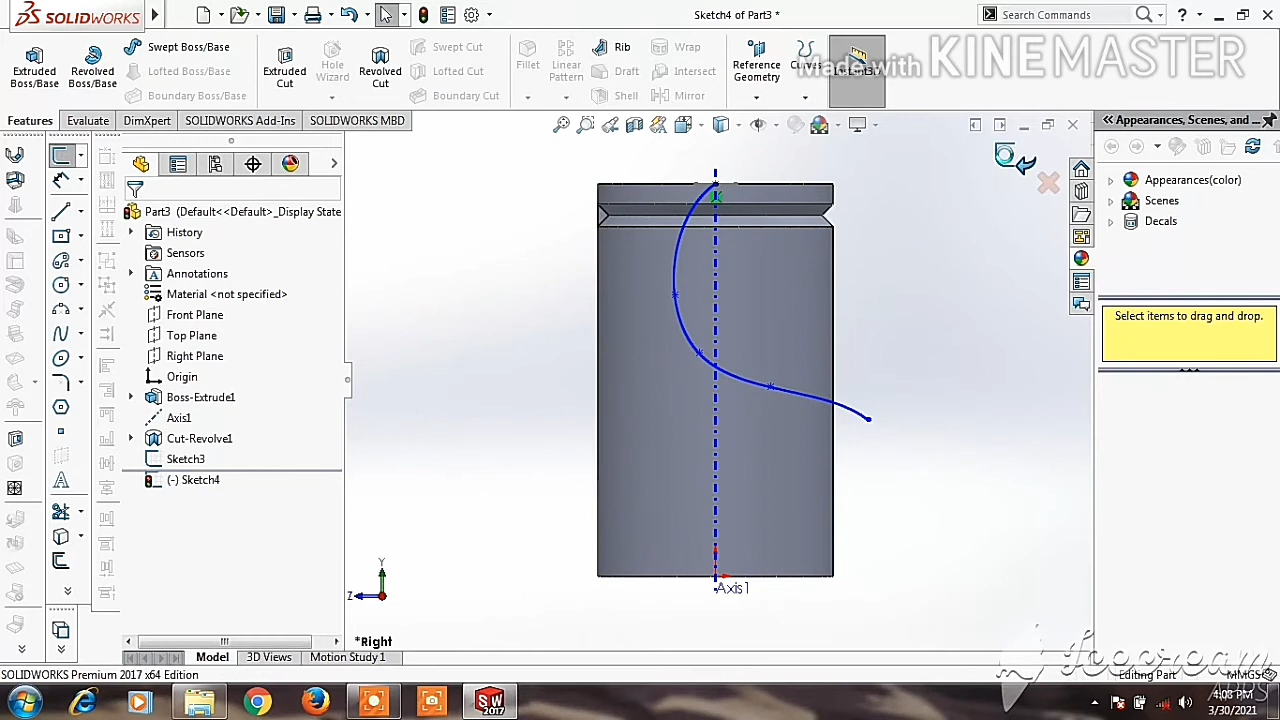 SOLIDWORKS
Sketch4 of Part3 *
Search Commands
Extruded Boss/Base
Revolved Boss/Base
Swept Boss/Base
Lofted Boss/Base
Boundary Boss/Base
Extruded Cut
Hole Wizard
Revolved Cut
Swept Cut
Lofted Cut
Boundary Cut
Fillet
Linear Pattern
Rib
Draft
Shell
Wrap
Intersect
Mirror
Reference Geometry
Curves
Made with KINEMASTER
Features
Evaluate
DimXpert
SOLIDWORKS Add-Ins
SOLIDWORKS MBD
Appearances, Scenes, and
Part3 (Default<<Default>_Display State
History
Sensors
Annotations
Material <not specified>
Front Plane
Top Plane
Right Plane
Origin
Boss-Extrude1
Axis1
Cut-Revolve1
Sketch3
(-) Sketch4
Appearances(color)
Scenes
Decals
Select items to drag and drop.
Axis1
Y
Z
*Right
Model
3D Views
Motion Study 1
SOLIDWORKS Premium 2017 x64 Edition
Editing Part
MMGS
SW
2017
4:08 PM
3/30/2021